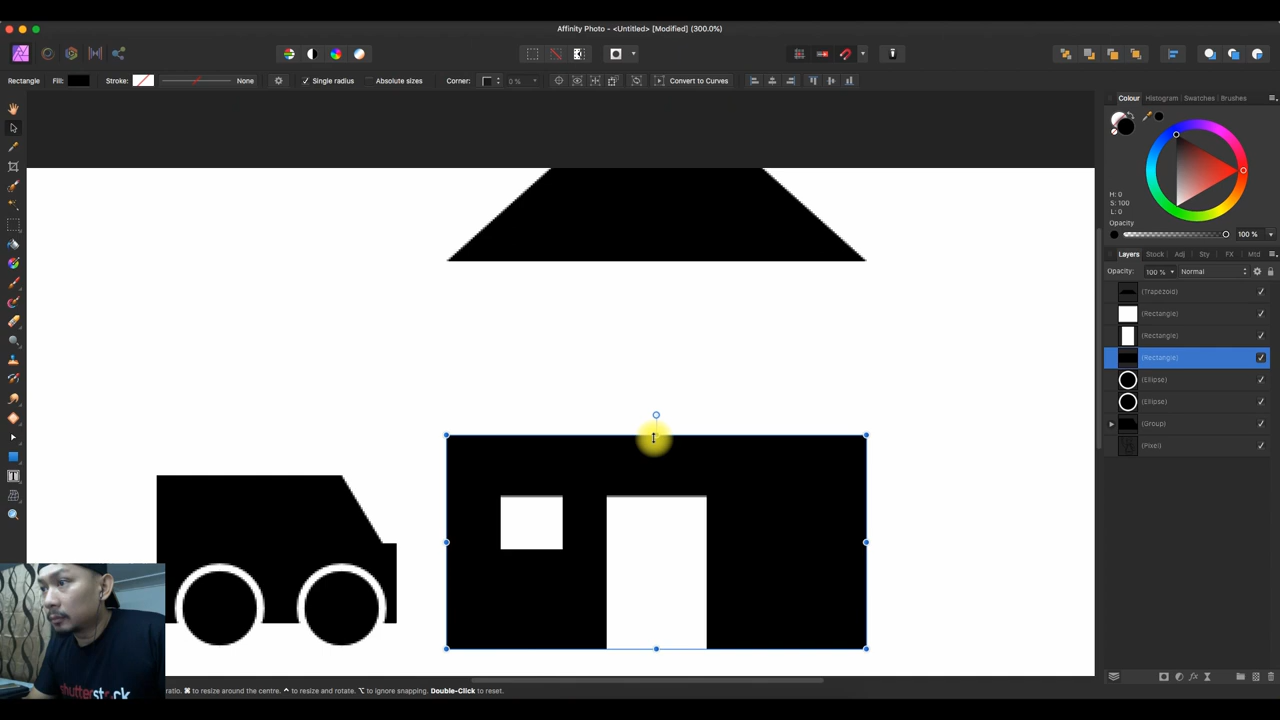 Affinity Photo - <Untitled> [Modified] (300.0%)
Rectangle Fill: Stroke: None Single radius Absolute sizes Corner: 0 % Convert to Curves
Colour Histogram Swatches Brushes
H: 0
S: 100
L: 0
Opacity
100 %
Layers Stock Adj Sty FX Mtd
Opacity: 100 % Normal
(Trapezoid)
(Rectangle)
(Rectangle)
(Rectangle)
(Ellipse)
(Ellipse)
(Group)
(Pixel)
shutterst ck
ratio. ⌘ to resize around the centre. ^ to resize and rotate. ⌥ to ignore snapping. Double-Click to reset.